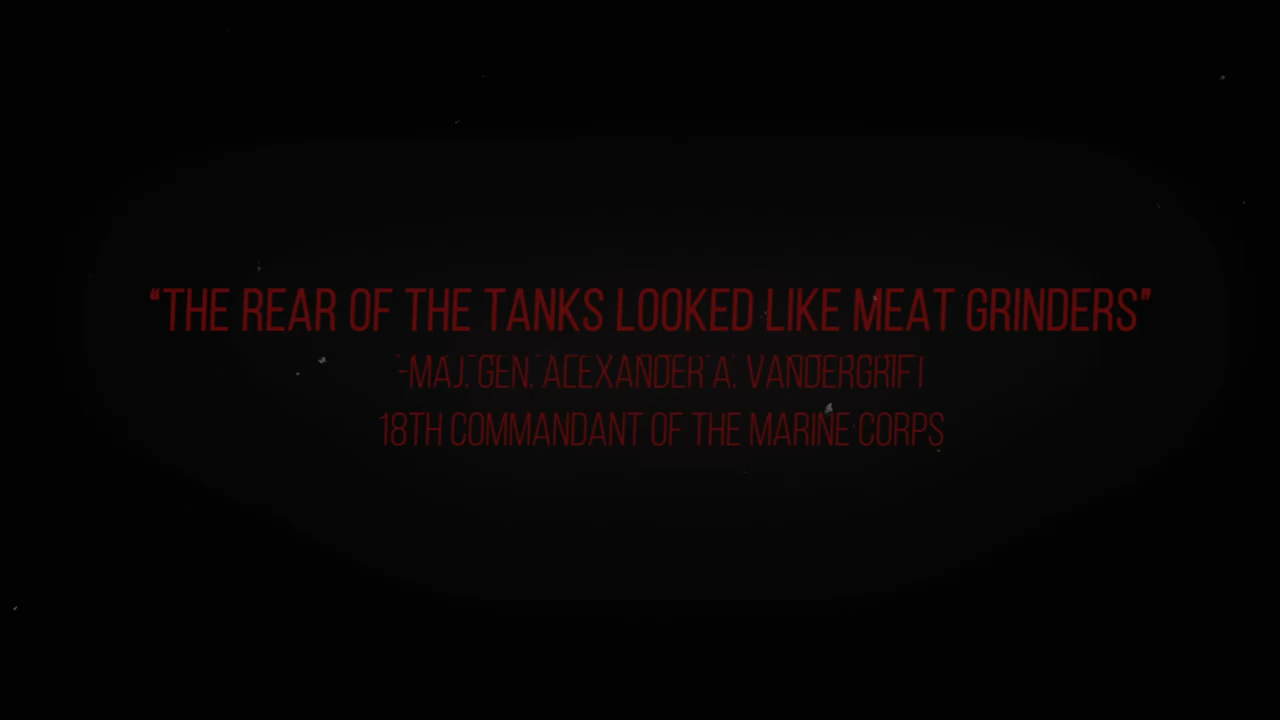 “THE REAR OF THE TANKS LOOKED LIKE MEAT GRINDERS”
-MAJ. GEN. ALEXANDER A. VANDERGRIFT
18TH COMMANDANT OF THE MARINE CORPS